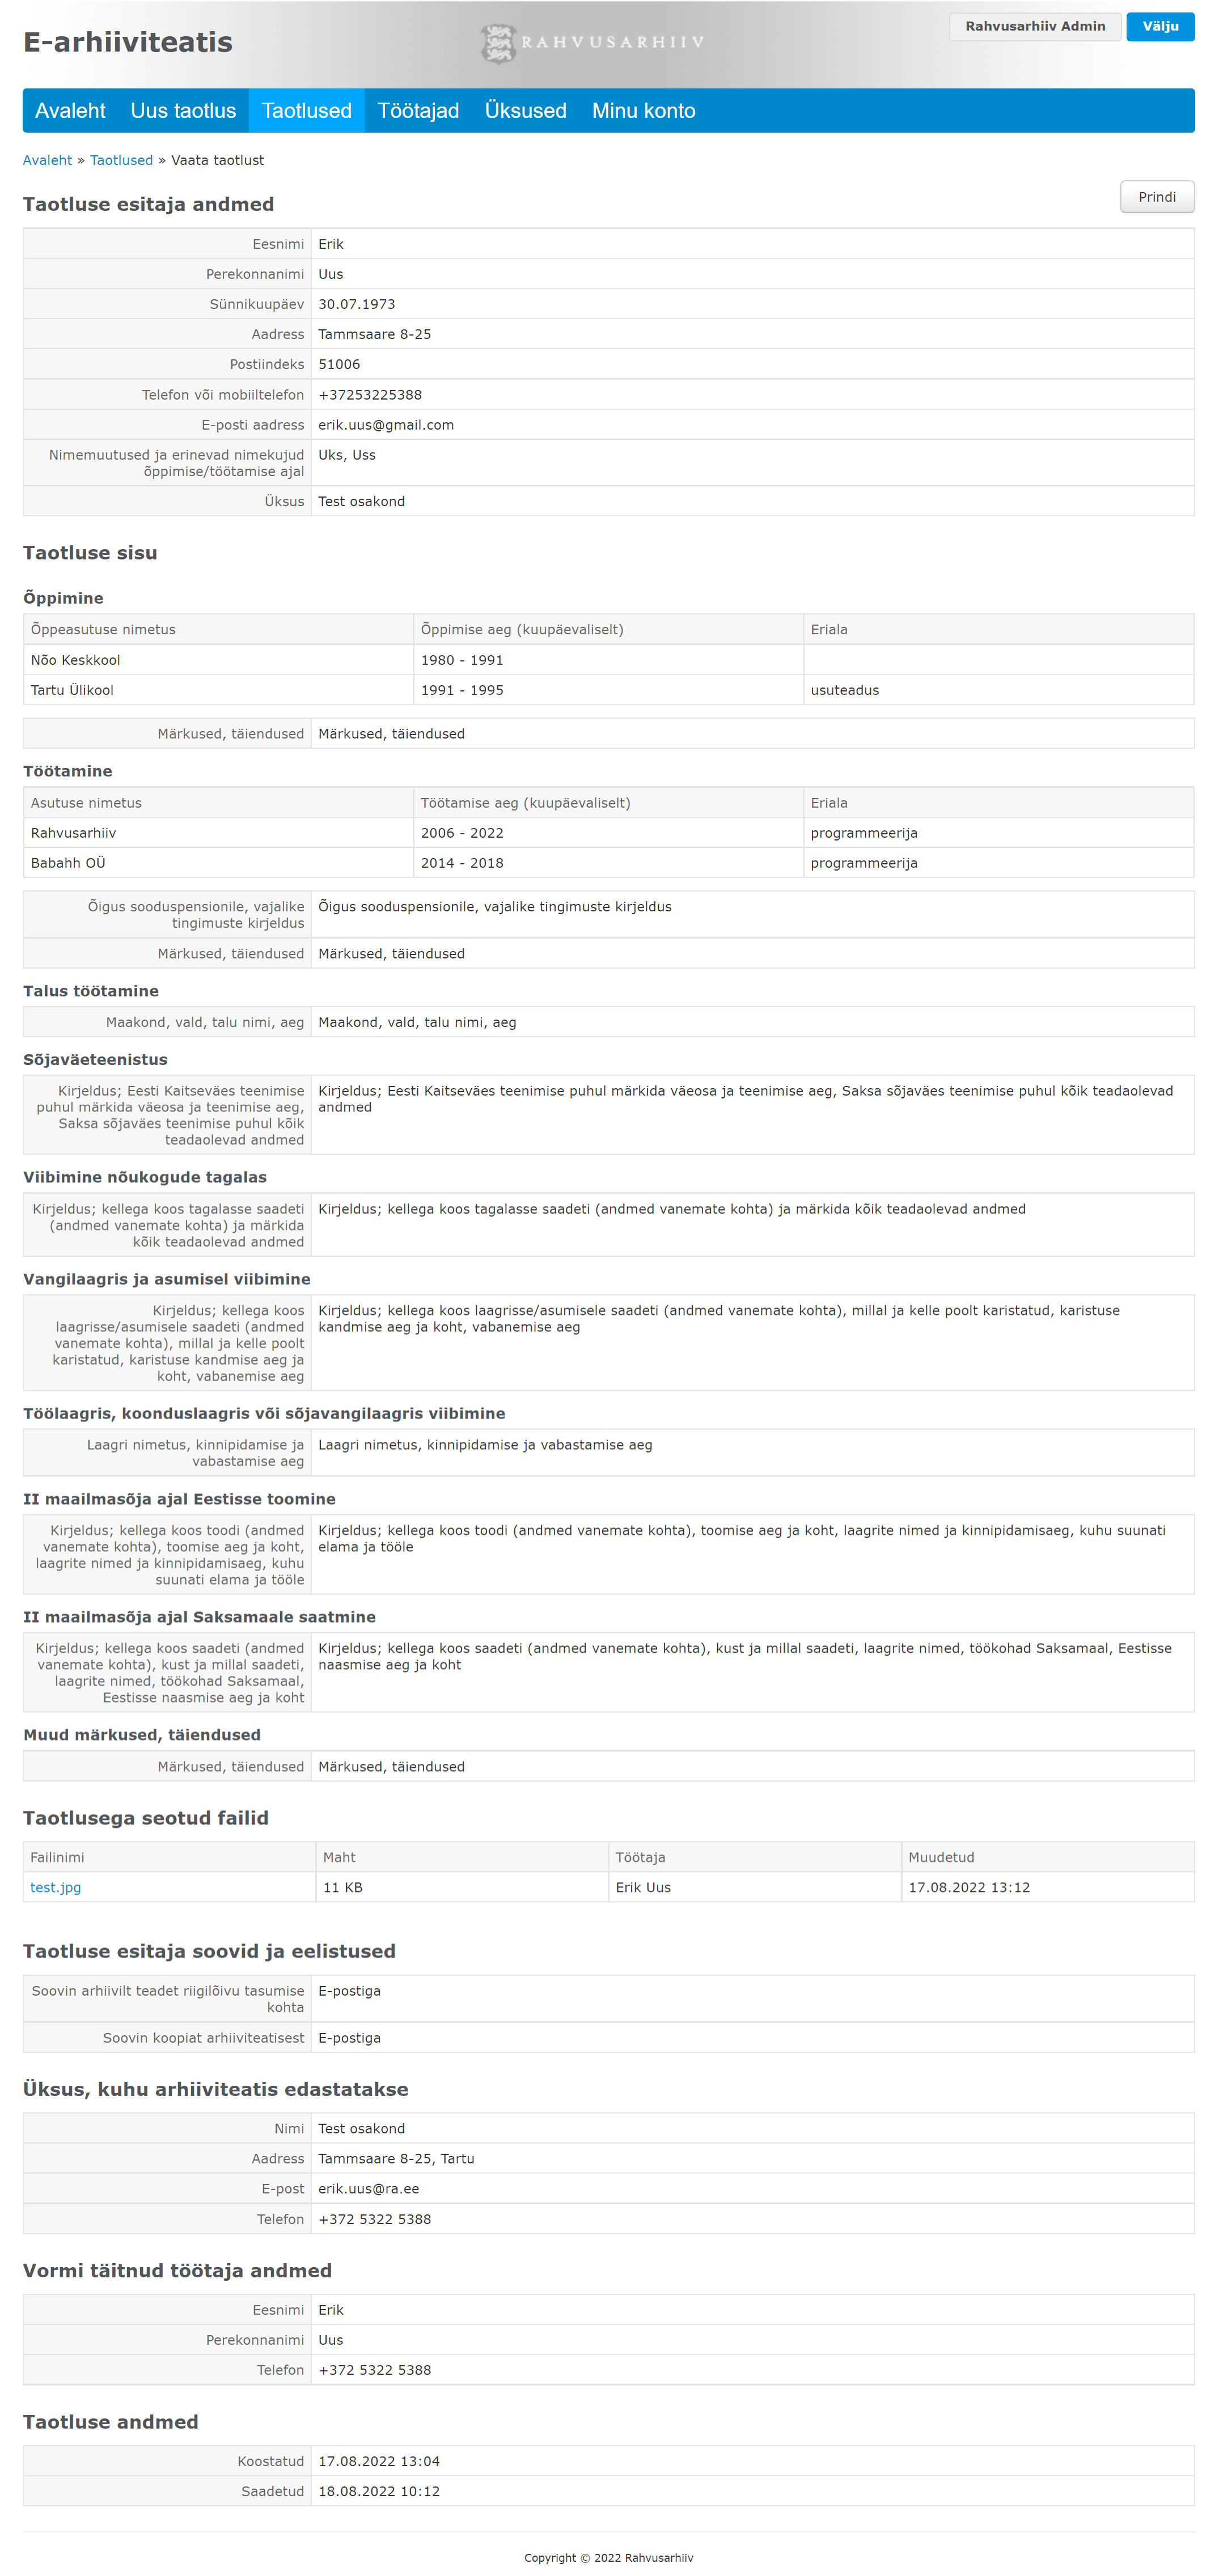 E-arhiiviteatis
RAHVUSARHIIV
Rahvusarhiiv Admin Välju
Avaleht Uus taotlus Taotlused Töötajad Üksused Minu konto
Avaleht » Taotlused » Vaata taotlust
Taotluse esitaja andmed
Prindi
Eesnimi Erik
Perekonnanimi Uus
Sünnikuupäev 30.07.1973
Aadress Tammsaare 8-25
Postiindeks 51006
Telefon või mobiiltelefon +37253225388
E-posti aadress erik.uus@gmail.com
Nimemuutused ja erinevad nimekujud Uks, Uss
õppimise/töötamise ajal
Üksus Test osakond
Taotluse sisu
Õppimine
Õppeasutuse nimetus Õppimise aeg (kuupäevaliselt) Eriala
Nõo Keskkool 1980 - 1991
Tartu Ülikool 1991 - 1995 usuteadus
Märkused, täiendused Märkused, täiendused
Töötamine
Asutuse nimetus Töötamise aeg (kuupäevaliselt) Eriala
Rahvusarhiiv 2006 - 2022 programmeerija
Babahh OÜ 2014 - 2018 programmeerija
Õigus sooduspensionile, vajalike Õigus sooduspensionile, vajalike tingimuste kirjeldus
tingimuste kirjeldus
Märkused, täiendused Märkused, täiendused
Talus töötamine
Maakond, vald, talu nimi, aeg Maakond, vald, talu nimi, aeg
Sõjaväeteenistus
Kirjeldus; Eesti Kaitseväes teenimise
puhul märkida väeosa ja teenimise aeg,
Saksa sõjaväes teenimise puhul kõik
teadaolevad andmed
Kirjeldus; Eesti Kaitseväes teenimise puhul märkida väeosa ja teenimise aeg, Saksa sõjaväes teenimise puhul kõik teadaolevad
andmed
Viibimine nõukogude tagalas
Kirjeldus; kellega koos tagalasse saadeti
(andmed vanemate kohta) ja märkida
kõik teadaolevad andmed
Kirjeldus; kellega koos tagalasse saadeti (andmed vanemate kohta) ja märkida kõik teadaolevad andmed
Vangilaagris ja asumisel viibimine
Kirjeldus; kellega koos
laagrisse/asumisele saadeti (andmed
vanemate kohta), millal ja kelle poolt
karistatud, karistuse kandmise aeg ja
koht, vabanemise aeg
Kirjeldus; kellega koos laagrisse/asumisele saadeti (andmed vanemate kohta), millal ja kelle poolt karistatud, karistuse
kandmise aeg ja koht, vabanemise aeg
Töölaagris, koonduslaagris või sõjavangilaagris viibimine
Laagri nimetus, kinnipidamise ja
vabastamise aeg
Laagri nimetus, kinnipidamise ja vabastamise aeg
II maailmasõja ajal Eestisse toomine
Kirjeldus; kellega koos toodi (andmed
vanemate kohta), toomise aeg ja koht,
laagrite nimed ja kinnipidamisaeg, kuhu
suunati elama ja tööle
Kirjeldus; kellega koos toodi (andmed vanemate kohta), toomise aeg ja koht, laagrite nimed ja kinnipidamisaeg, kuhu suunati
elama ja tööle
II maailmasõja ajal Saksamaale saatmine
Kirjeldus; kellega koos saadeti (andmed
vanemate kohta), kust ja millal saadeti,
laagrite nimed, töökohad Saksamaal,
Eestisse naasmise aeg ja koht
Kirjeldus; kellega koos saadeti (andmed vanemate kohta), kust ja millal saadeti, laagrite nimed, töökohad Saksamaal, Eestisse
naasmise aeg ja koht
Muud märkused, täiendused
Märkused, täiendused Märkused, täiendused
Taotlusega seotud failid
Failinimi Maht Töötaja Muudetud
test.jpg 11 KB Erik Uus 17.08.2022 13:12
Taotluse esitaja soovid ja eelistused
Soovin arhiivilt teadet riigilõivu tasumise E-postiga
kohta
Soovin koopiat arhiiviteatisest E-postiga
Üksus, kuhu arhiiviteatis edastatakse
Nimi Test osakond
Aadress Tammsaare 8-25, Tartu
E-post erik.uus@ra.ee
Telefon +372 5322 5388
Vormi täitnud töötaja andmed
Eesnimi Erik
Perekonnanimi Uus
Telefon +372 5322 5388
Taotluse andmed
Koostatud 17.08.2022 13:04
Saadetud 18.08.2022 10:12
Copyright © 2022 Rahvusarhiiv